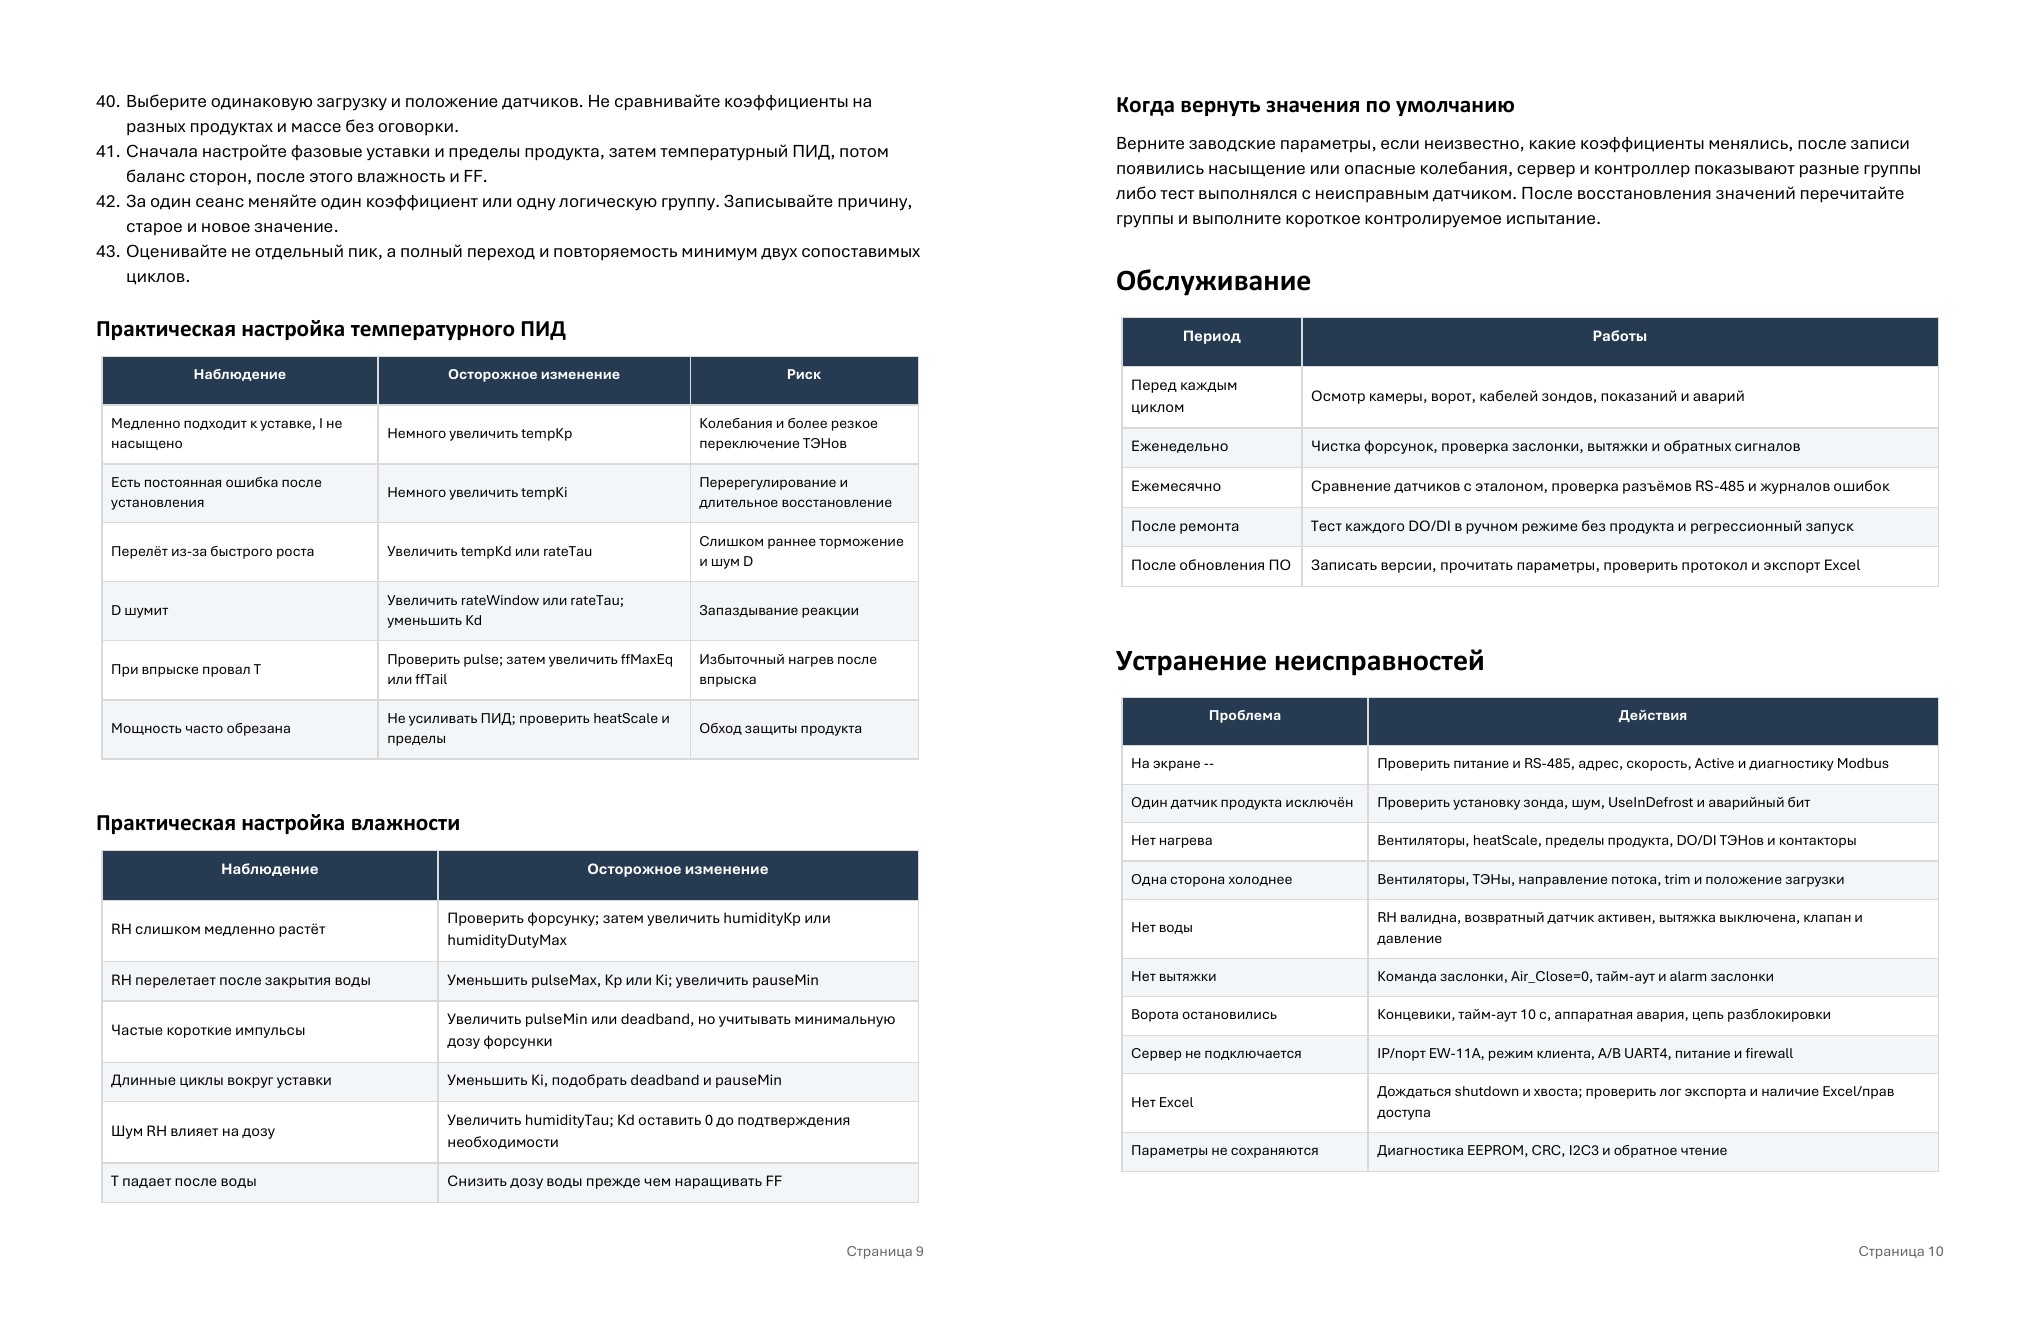 40. Выберите одинаковую загрузку и положение датчиков. Не сравнивайте коэффициенты на
разных продуктах и массе без оговорки.
41. Сначала настройте фазовые уставки и пределы продукта, затем температурный ПИД, потом
баланс сторон, после этого влажность и FF.
42. За один сеанс меняйте один коэффициент или одну логическую группу. Записывайте причину,
старое и новое значение.
43. Оценивайте не отдельный пик, а полный переход и повторяемость минимум двух сопоставимых
циклов.
Практическая настройка температурного ПИД
Наблюдение Осторожное изменение Риск
Медленно подходит к уставке, I не
насыщено
Немного увеличить tempKp
Колебания и более резкое
переключение ТЭНов
Есть постоянная ошибка после
установления
Немного увеличить tempKi
Перерегулирование и
длительное восстановление
Перелёт из-за быстрого роста
Увеличить tempKd или rateTau
Слишком раннее торможение
и шум D
D шумит
Увеличить rateWindow или rateTau;
уменьшить Kd
Запаздывание реакции
При впрыске провал T
Проверить pulse; затем увеличить ffMaxEq
или ffTail
Избыточный нагрев после
впрыска
Мощность часто обрезана
Не усиливать ПИД; проверить heatScale и
пределы
Обход защиты продукта
Практическая настройка влажности
Наблюдение Осторожное изменение
RH слишком медленно растёт
Проверить форсунку; затем увеличить humidityKp или
humidityDutyMax
RH перелетает после закрытия воды
Уменьшить pulseMax, Kp или Ki; увеличить pauseMin
Частые короткие импульсы
Увеличить pulseMin или deadband, но учитывать минимальную
дозу форсунки
Длинные циклы вокруг уставки
Уменьшить Ki, подобрать deadband и pauseMin
Шум RH влияет на дозу
Увеличить humidityTau; Kd оставить 0 до подтверждения
необходимости
T падает после воды
Снизить дозу воды прежде чем наращивать FF
Страница 9
Когда вернуть значения по умолчанию
Верните заводские параметры, если неизвестно, какие коэффициенты менялись, после записи
появились насыщение или опасные колебания, сервер и контроллер показывают разные группы
либо тест выполнялся с неисправным датчиком. После восстановления значений перечитайте
группы и выполните короткое контролируемое испытание.
Обслуживание
Период Работы
Перед каждым
циклом
Осмотр камеры, ворот, кабелей зондов, показаний и аварий
Еженедельно
Чистка форсунок, проверка заслонки, вытяжки и обратных сигналов
Ежемесячно
Сравнение датчиков с эталоном, проверка разъёмов RS-485 и журналов ошибок
После ремонта
Тест каждого DO/DI в ручном режиме без продукта и регрессионный запуск
После обновления ПО
Записать версии, прочитать параметры, проверить протокол и экспорт Excel
Устранение неисправностей
Проблема Действия
На экране --
Проверить питание и RS-485, адрес, скорость, Active и диагностику Modbus
Один датчик продукта исключён
Проверить установку зонда, шум, UseInDefrost и аварийный бит
Нет нагрева
Вентиляторы, heatScale, пределы продукта, DO/DI ТЭНов и контакторы
Одна сторона холоднее
Вентиляторы, ТЭНы, направление потока, trim и положение загрузки
Нет воды
RH валидна, возвратный датчик активен, вытяжка выключена, клапан и
давление
Нет вытяжки
Команда заслонки, Air_Close=0, тайм-аут и alarm заслонки
Ворота остановились
Концевики, тайм-аут 10 с, аппаратная авария, цепь разблокировки
Сервер не подключается
IP/порт EW-11A, режим клиента, A/B UART4, питание и firewall
Нет Excel
Дождаться shutdown и хвоста; проверить лог экспорта и наличие Excel/прав
доступа
Параметры не сохраняются
Диагностика EEPROM, CRC, I2C3 и обратное чтение
Страница 10